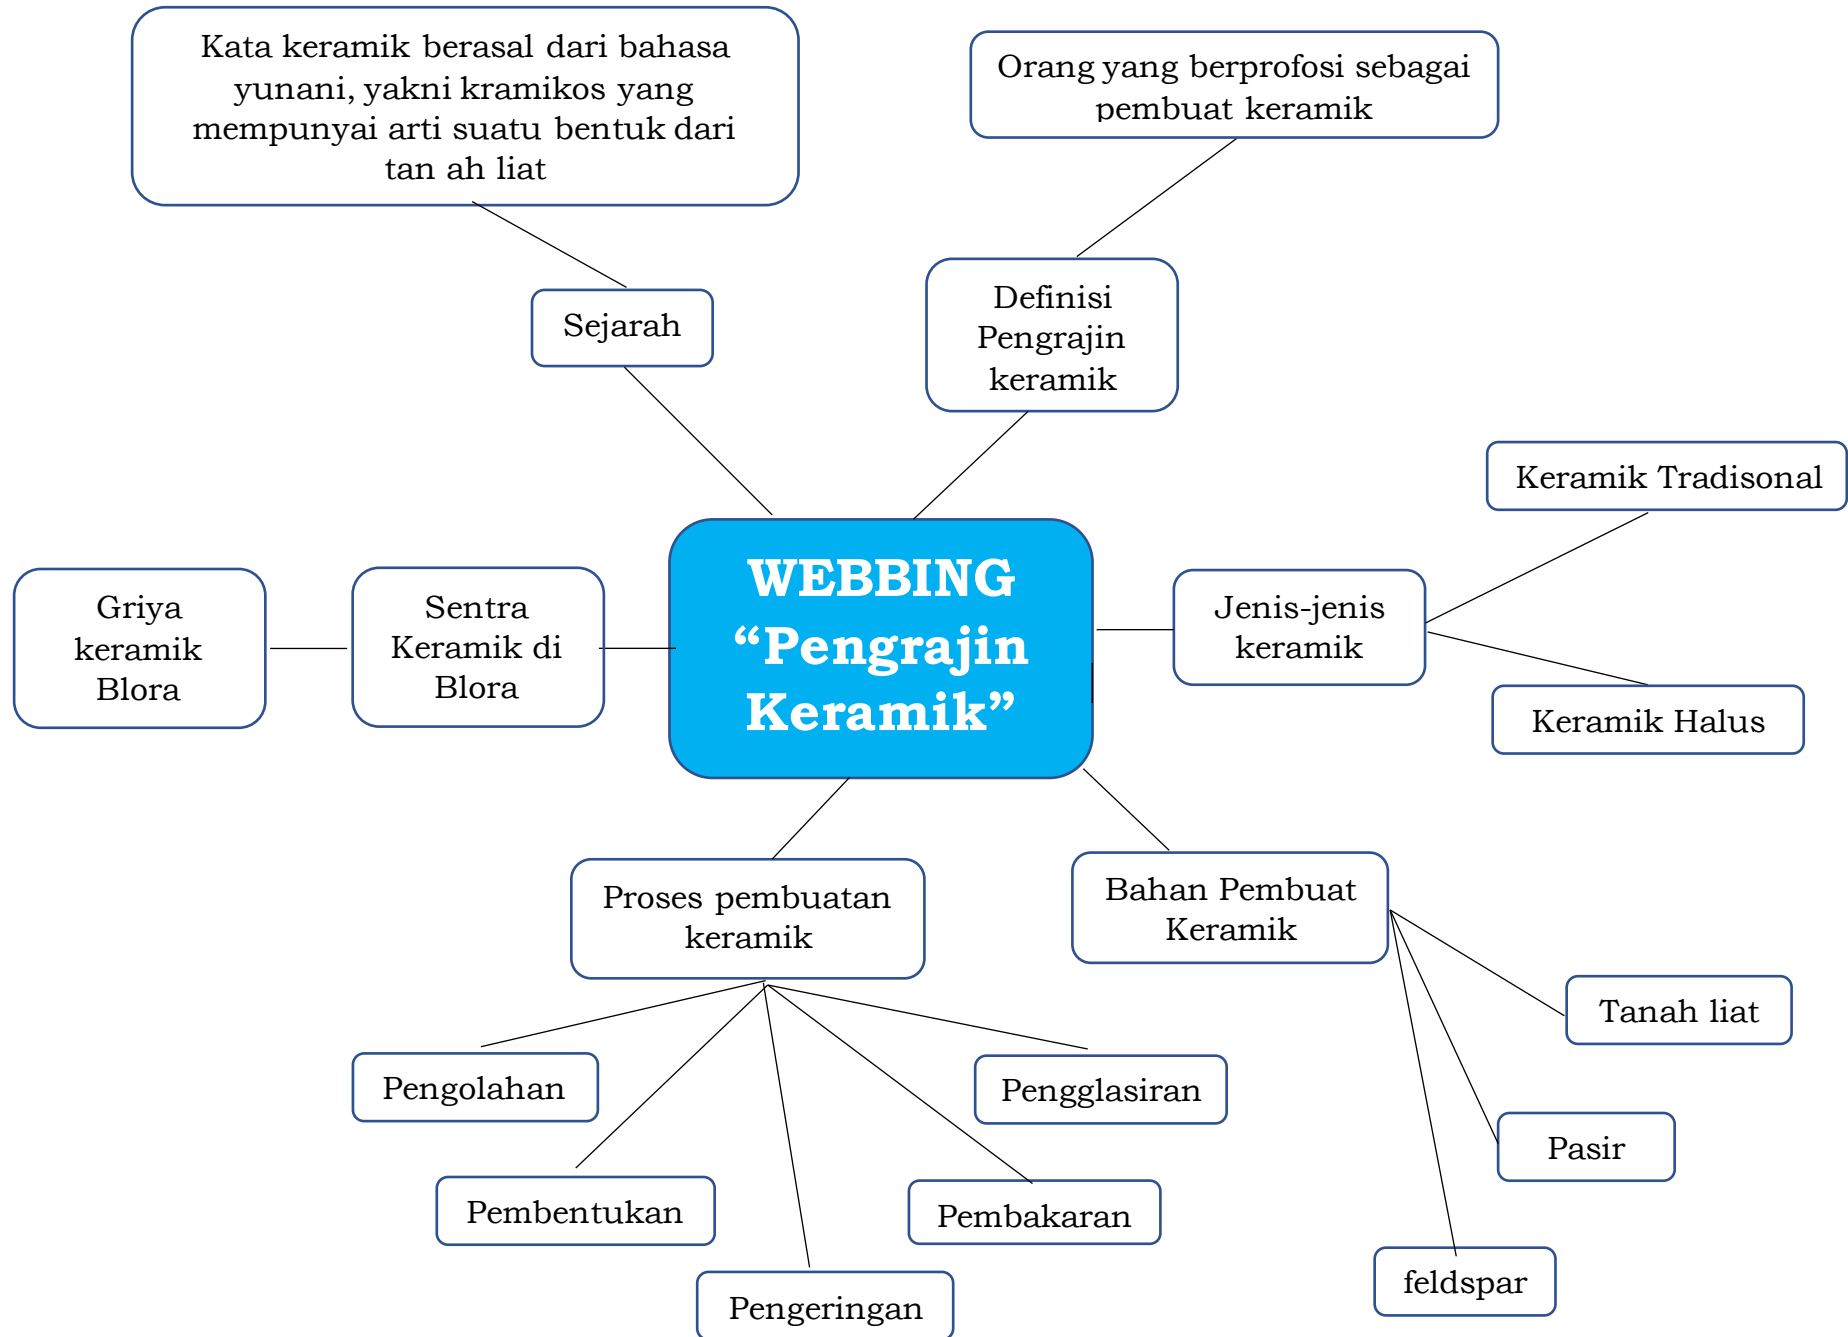 Kata keramik berasal dari bahasa
yunani, yakni kramikos yang
mempunyai arti suatu bentuk dari
tan ah liat
Orang yang berprofosi sebagai
pembuat keramik
Sejarah
Definisi
Pengrajin
keramik
Keramik Tradisonal
Griya
keramik
Blora
Sentra
Keramik di
Blora
WEBBING
“Pengrajin
Keramik”
Jenis-jenis
keramik
Keramik Halus
Proses pembuatan
keramik
Bahan Pembuat
Keramik
Tanah liat
Pengolahan
Pengglasiran
Pasir
Pembentukan
Pembakaran
Pengeringan
feldspar